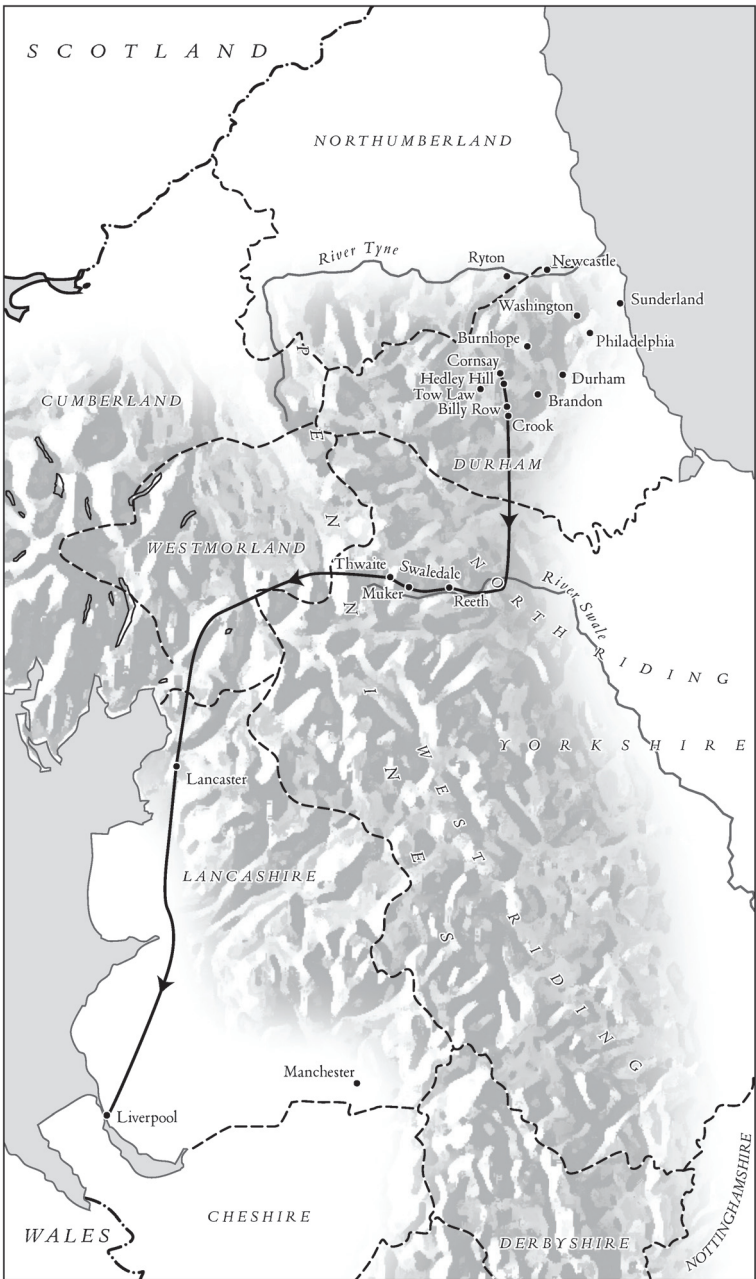 SCOTLAND
NORTHUMBERLAND
River Tyne
Ryton
Newcastle
Washington
Sunderland
Burnhope
Philadelphia
Cornsay
Hedley Hill
Durham
Tow Law
Brandon
Billy Row
Crook
CUMBERLAND
DURHAM
PENNINES
WESTMORLAND
Thwaite
Swaledale
Muker
Reeth
River Swale
NORTH RIDING
YORKSHIRE
WEST RIDING
Lancaster
LANCASHIRE
Manchester
Liverpool
CHESHIRE
WALES
DERBYSHIRE
NOTTINGHAMSHIRE